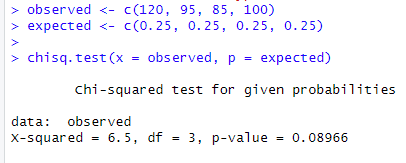 > observed <- c(120, 95, 85, 100)
> expected <- c(0.25, 0.25, 0.25, 0.25)
>
> chisq.test(x = observed, p = expected)
Chi-squared test for given probabilities
data:  observed
X-squared = 6.5, df = 3, p-value = 0.08966